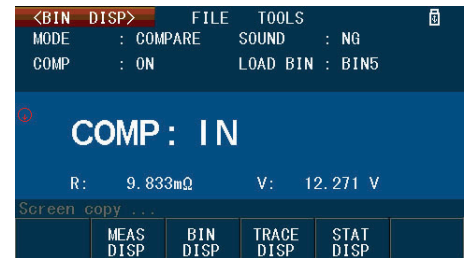 <BIN DISP> FILE TOOLS
MODE : COMPARE SOUND : NG
COMP : ON LOAD BIN : BIN5
COMP: IN
R: 9.833mΩ V: 12.271 V
Screen copy ...
MEAS DISP BIN DISP TRACE DISP STAT DISP